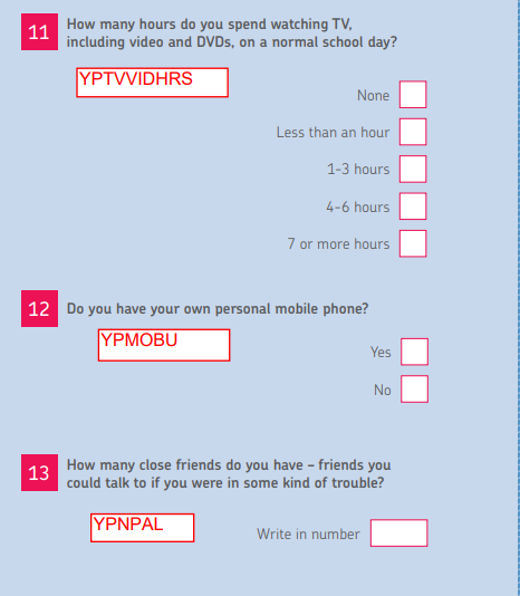 11
How many hours do you spend watching TV,
including video and DVDs, on a normal school day?
YPTVVIDHRS
None
Less than an hour
1-3 hours
4-6 hours
7 or more hours
12
Do you have your own personal mobile phone?
YPMOBU
Yes
No
13
How many close friends do you have – friends you
could talk to if you were in some kind of trouble?
YPNPAL
Write in number